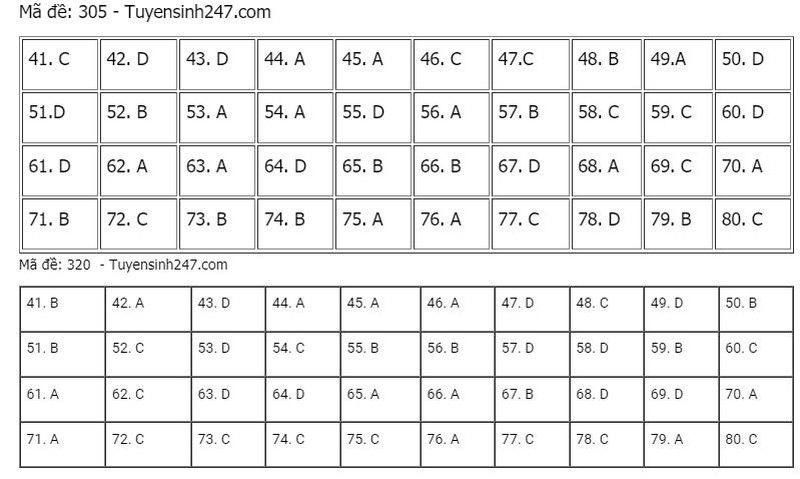 Mã đề: 305 - Tuyensinh247.com
41. C 42. D 43. D 44. A 45. A 46. C 47.C 48. B 49.A 50. D
51.D 52. B 53. A 54. A 55. D 56. A 57. B 58. C 59. C 60. D
61. D 62. A 63. A 64. D 65. B 66. B 67. D 68. A 69. C 70. A
71. B 72. C 73. B 74. B 75. A 76. A 77. C 78. D 79. B 80. C
Mã đề: 320 - Tuyensinh247.com
41. B 42. A 43. D 44. A 45. A 46. A 47. D 48. C 49. D 50. B
51. B 52. C 53. D 54. C 55. B 56. B 57. D 58. D 59. B 60. C
61. A 62. C 63. D 64. D 65. A 66. A 67. B 68. D 69. D 70. A
71. A 72. C 73. C 74. C 75. C 76. A 77. C 78. C 79. A 80. C